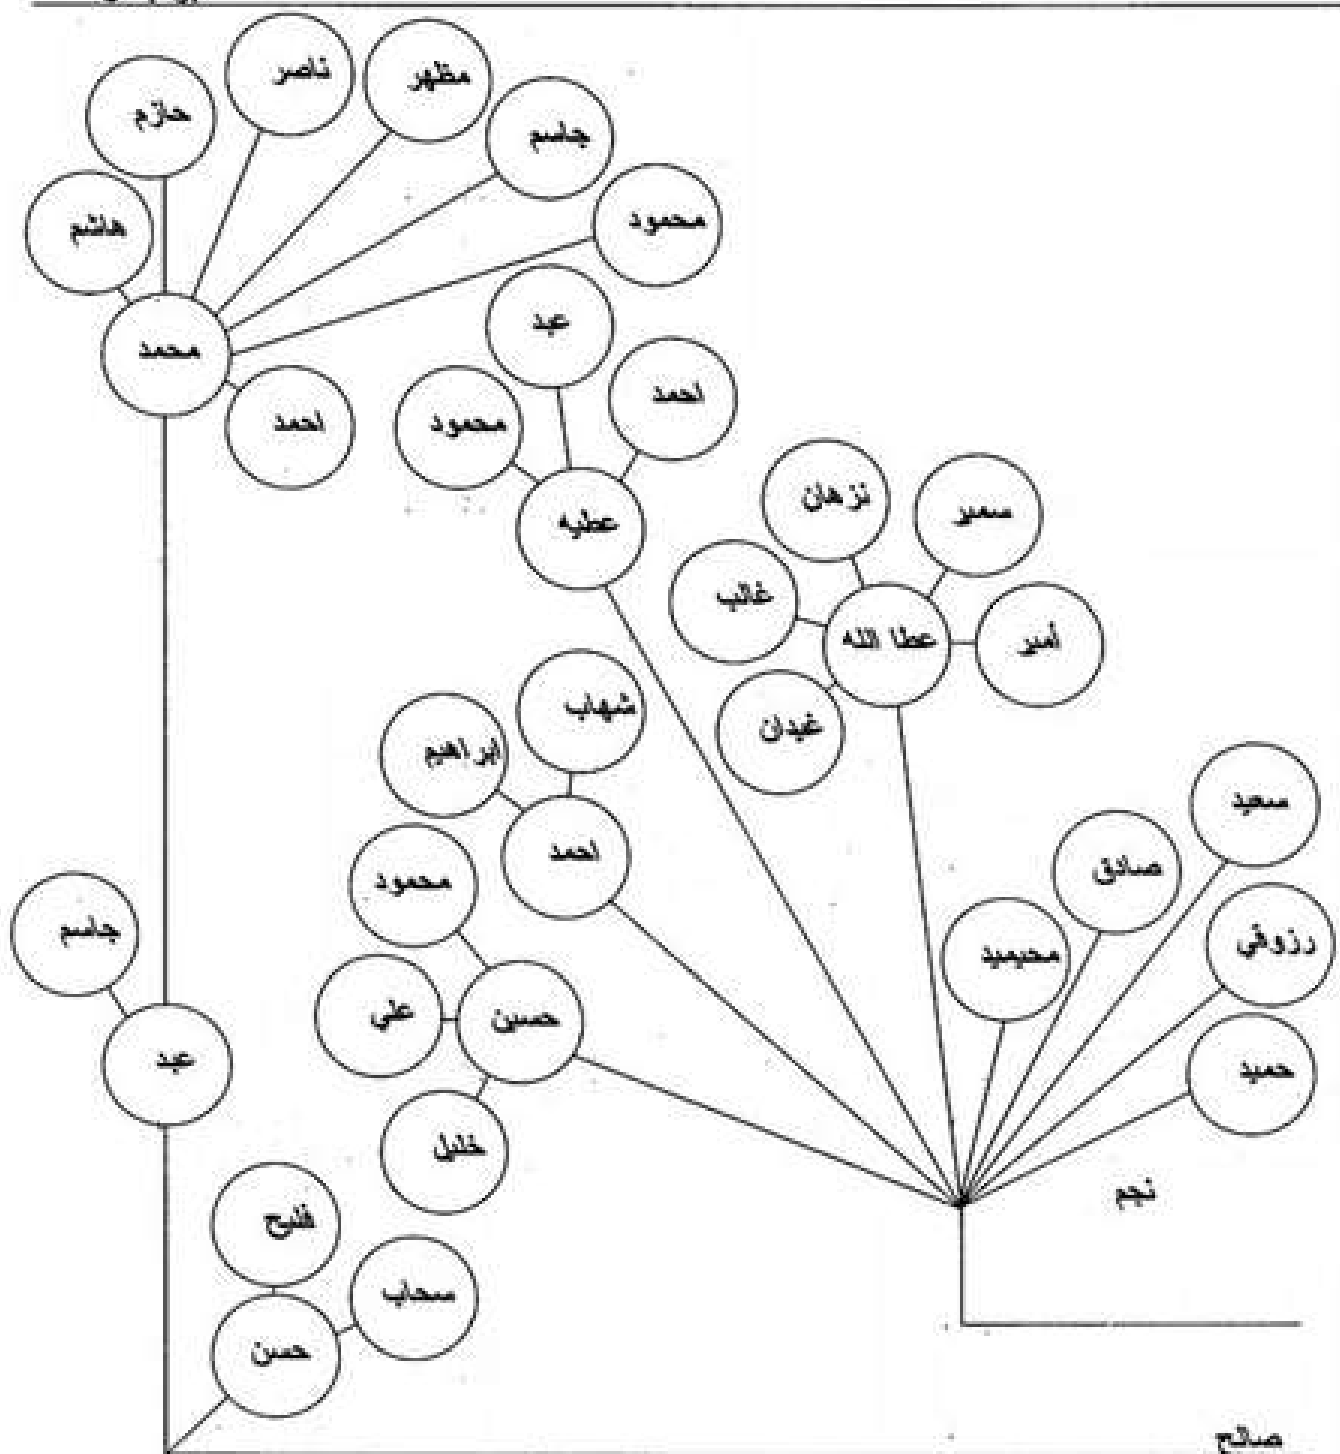 مظهر
ناصر
حازم
جاسم
محمود
هاشم
محمد
احمد
عبد
احمد
محمود
عطيه
نزهان
سمير
غالب
عطا الله
أمير
غيدان
شهاب
ابراهيم
احمد
محمود
علي
حسين
خليل
سعيد
صادق
رزوقي
محيميد
حميد
نجم
جاسم
عبد
فليح
سحاب
حسن
صالح